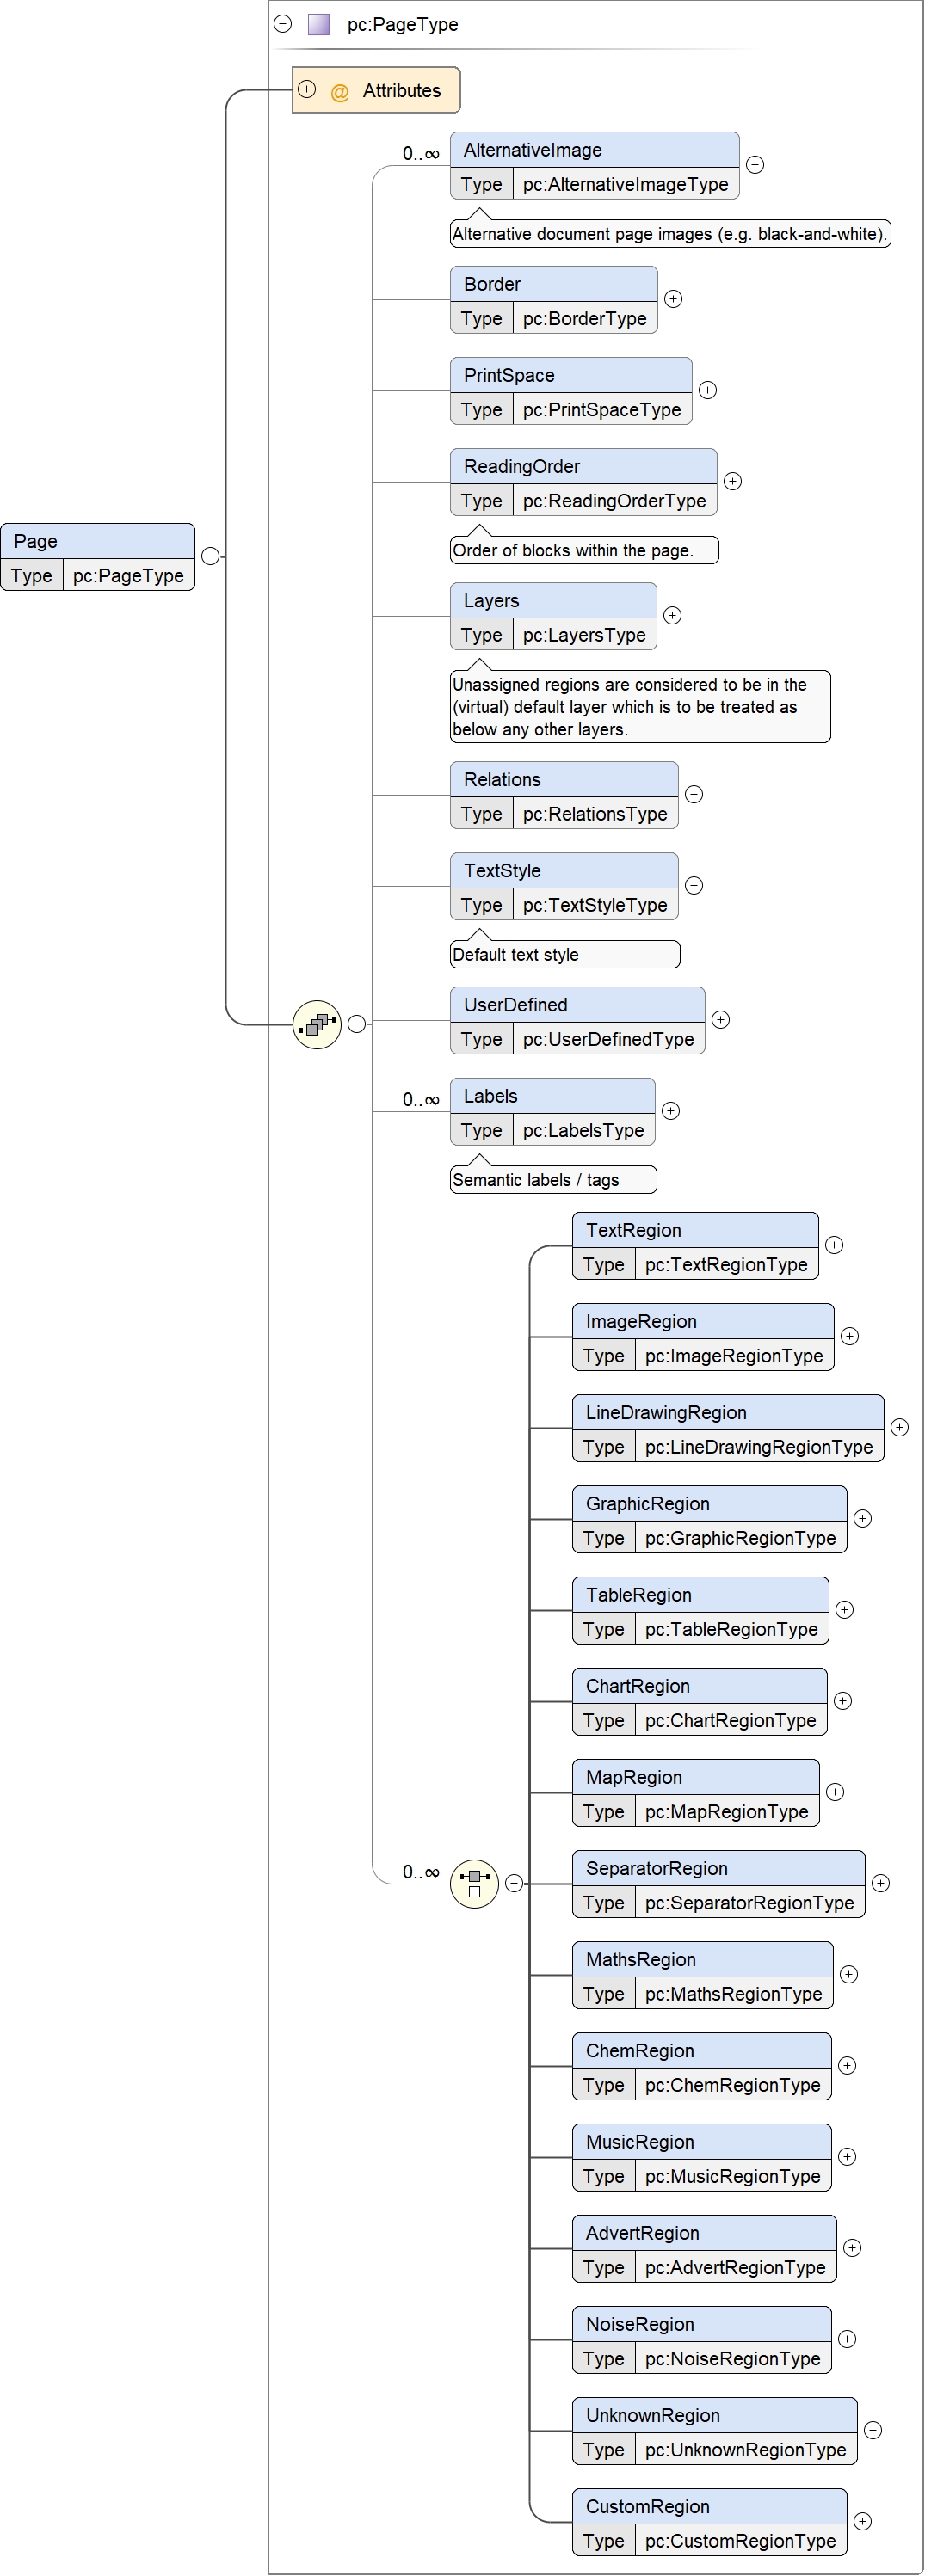 pc:PageType
@ Attributes
0..∞
AlternativeImage
Type pc:AlternativeImageType
Alternative document page images (e.g. black-and-white).
Border
Type pc:BorderType
PrintSpace
Type pc:PrintSpaceType
ReadingOrder
Type pc:ReadingOrderType
Order of blocks within the page.
Page
Type pc:PageType
Layers
Type pc:LayersType
Unassigned regions are considered to be in the
(virtual) default layer which is to be treated as
below any other layers.
Relations
Type pc:RelationsType
TextStyle
Type pc:TextStyleType
Default text style
UserDefined
Type pc:UserDefinedType
0..∞
Labels
Type pc:LabelsType
Semantic labels / tags
TextRegion
Type pc:TextRegionType
ImageRegion
Type pc:ImageRegionType
LineDrawingRegion
Type pc:LineDrawingRegionType
GraphicRegion
Type pc:GraphicRegionType
TableRegion
Type pc:TableRegionType
ChartRegion
Type pc:ChartRegionType
MapRegion
Type pc:MapRegionType
0..∞
SeparatorRegion
Type pc:SeparatorRegionType
MathsRegion
Type pc:MathsRegionType
ChemRegion
Type pc:ChemRegionType
MusicRegion
Type pc:MusicRegionType
AdvertRegion
Type pc:AdvertRegionType
NoiseRegion
Type pc:NoiseRegionType
UnknownRegion
Type pc:UnknownRegionType
CustomRegion
Type pc:CustomRegionType